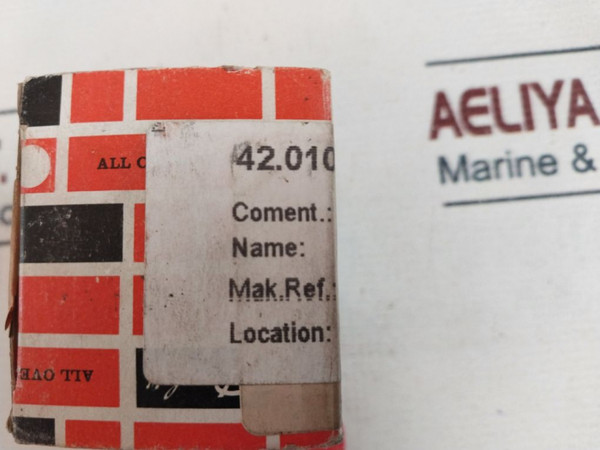 AELIYA
Marine &
ALL
42.010
Coment.:
Name:
Mak.Ref.:
Location:
ALL OVE